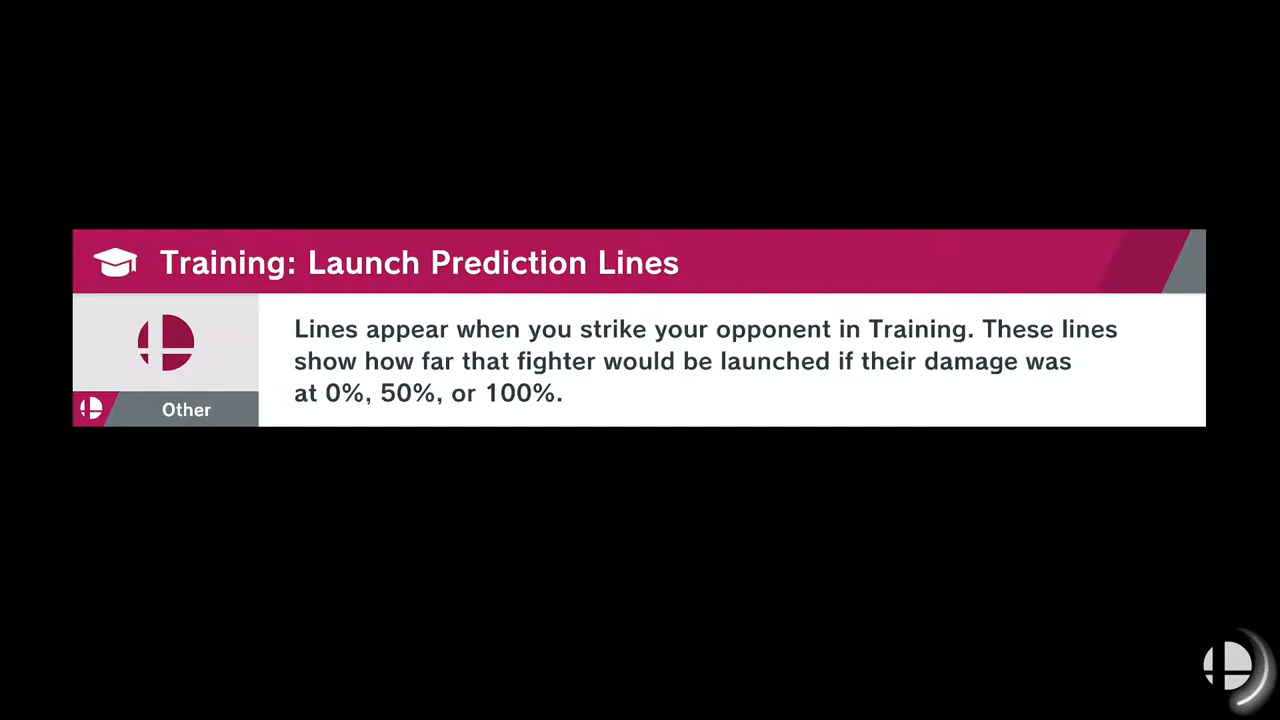 Training: Launch Prediction Lines
Lines appear when you strike your opponent in Training. These lines
show how far that fighter would be launched if their damage was
at 0%, 50%, or 100%.
Other